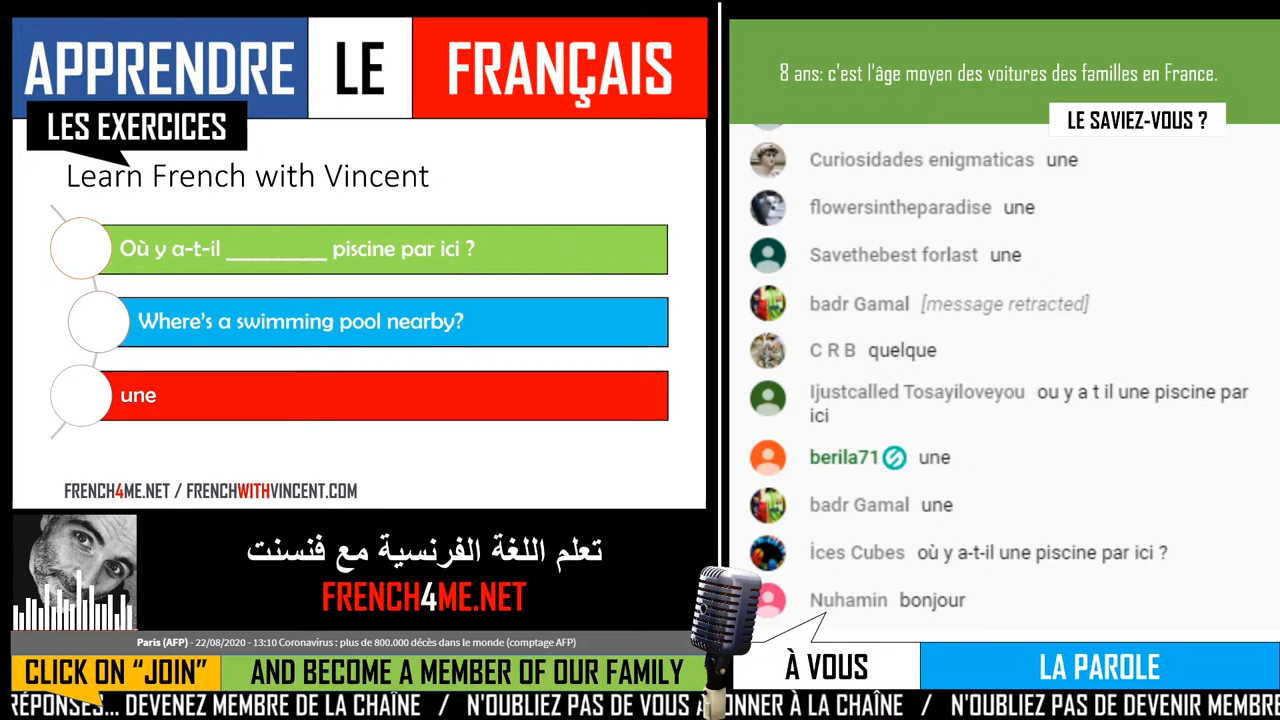 APPRENDRE LE FRANÇAIS
LES EXERCICES
Learn French with Vincent
Où y a-t-il _________ piscine par ici ?
Where's a swimming pool nearby?
une
FRENCH4ME.NET / FRENCHWITHVINCENT.COM
تعلم اللغة الفرنسية مع فنسنت
FRENCH4ME.NET
8 ans: c'est l'âge moyen des voitures des familles en France.
LE SAVIEZ-VOUS ?
Curiosidades enigmaticas une
flowersintheparadise une
Savethebest forlast une
badr Gamal [message retracted]
C R B quelque
Ijustcalled Tosayiloveyou ou y a t il une piscine par
ici
berila71 une
badr Gamal une
İces Cubes où y a-t-il une piscine par ici ?
Nuhamin bonjour
Paris (AFP) - 22/08/2020 - 13:10 Coronavirus : plus de 800.000 décès dans le monde (comptage AFP)
CLICK ON “JOIN” AND BECOME A MEMBER OF OUR FAMILY
À VOUS LA PAROLE
RÉPONSES... DEVENEZ MEMBRE DE LA CHAÎNE / N'OUBLIEZ PAS DE VOUS ONNER À LA CHAÎNE / N'OUBLIEZ PAS DE DEVENIR MEMBRE